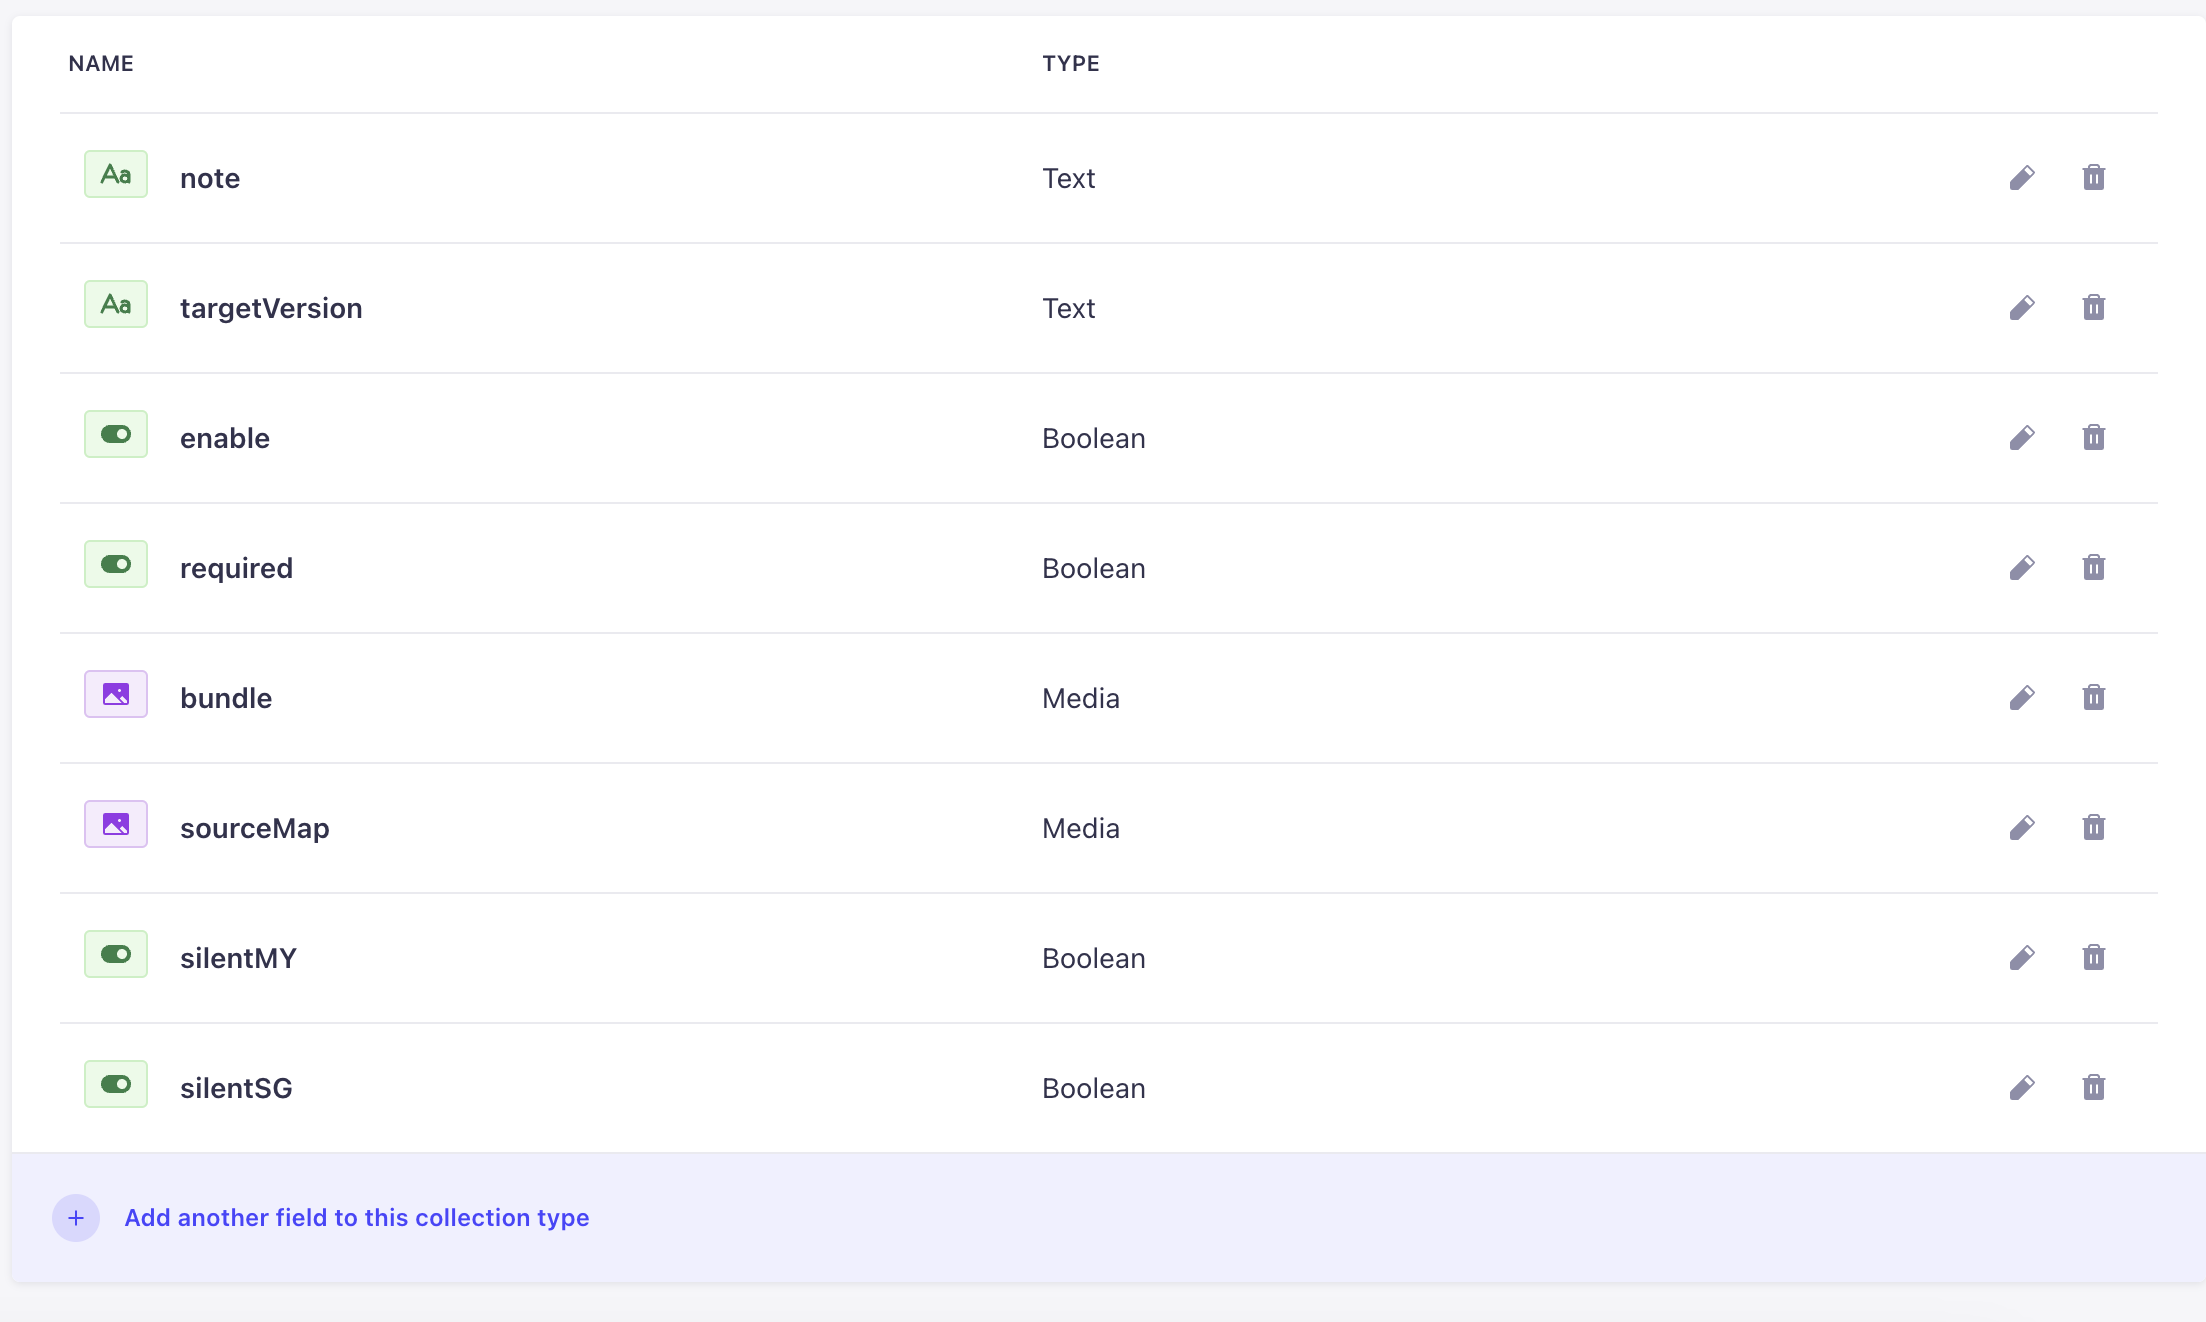 NAME TYPE
Aa note Text
Aa targetVersion Text
enable Boolean
required Boolean
bundle Media
sourceMap Media
silentMY Boolean
silentSG Boolean
+ Add another field to this collection type